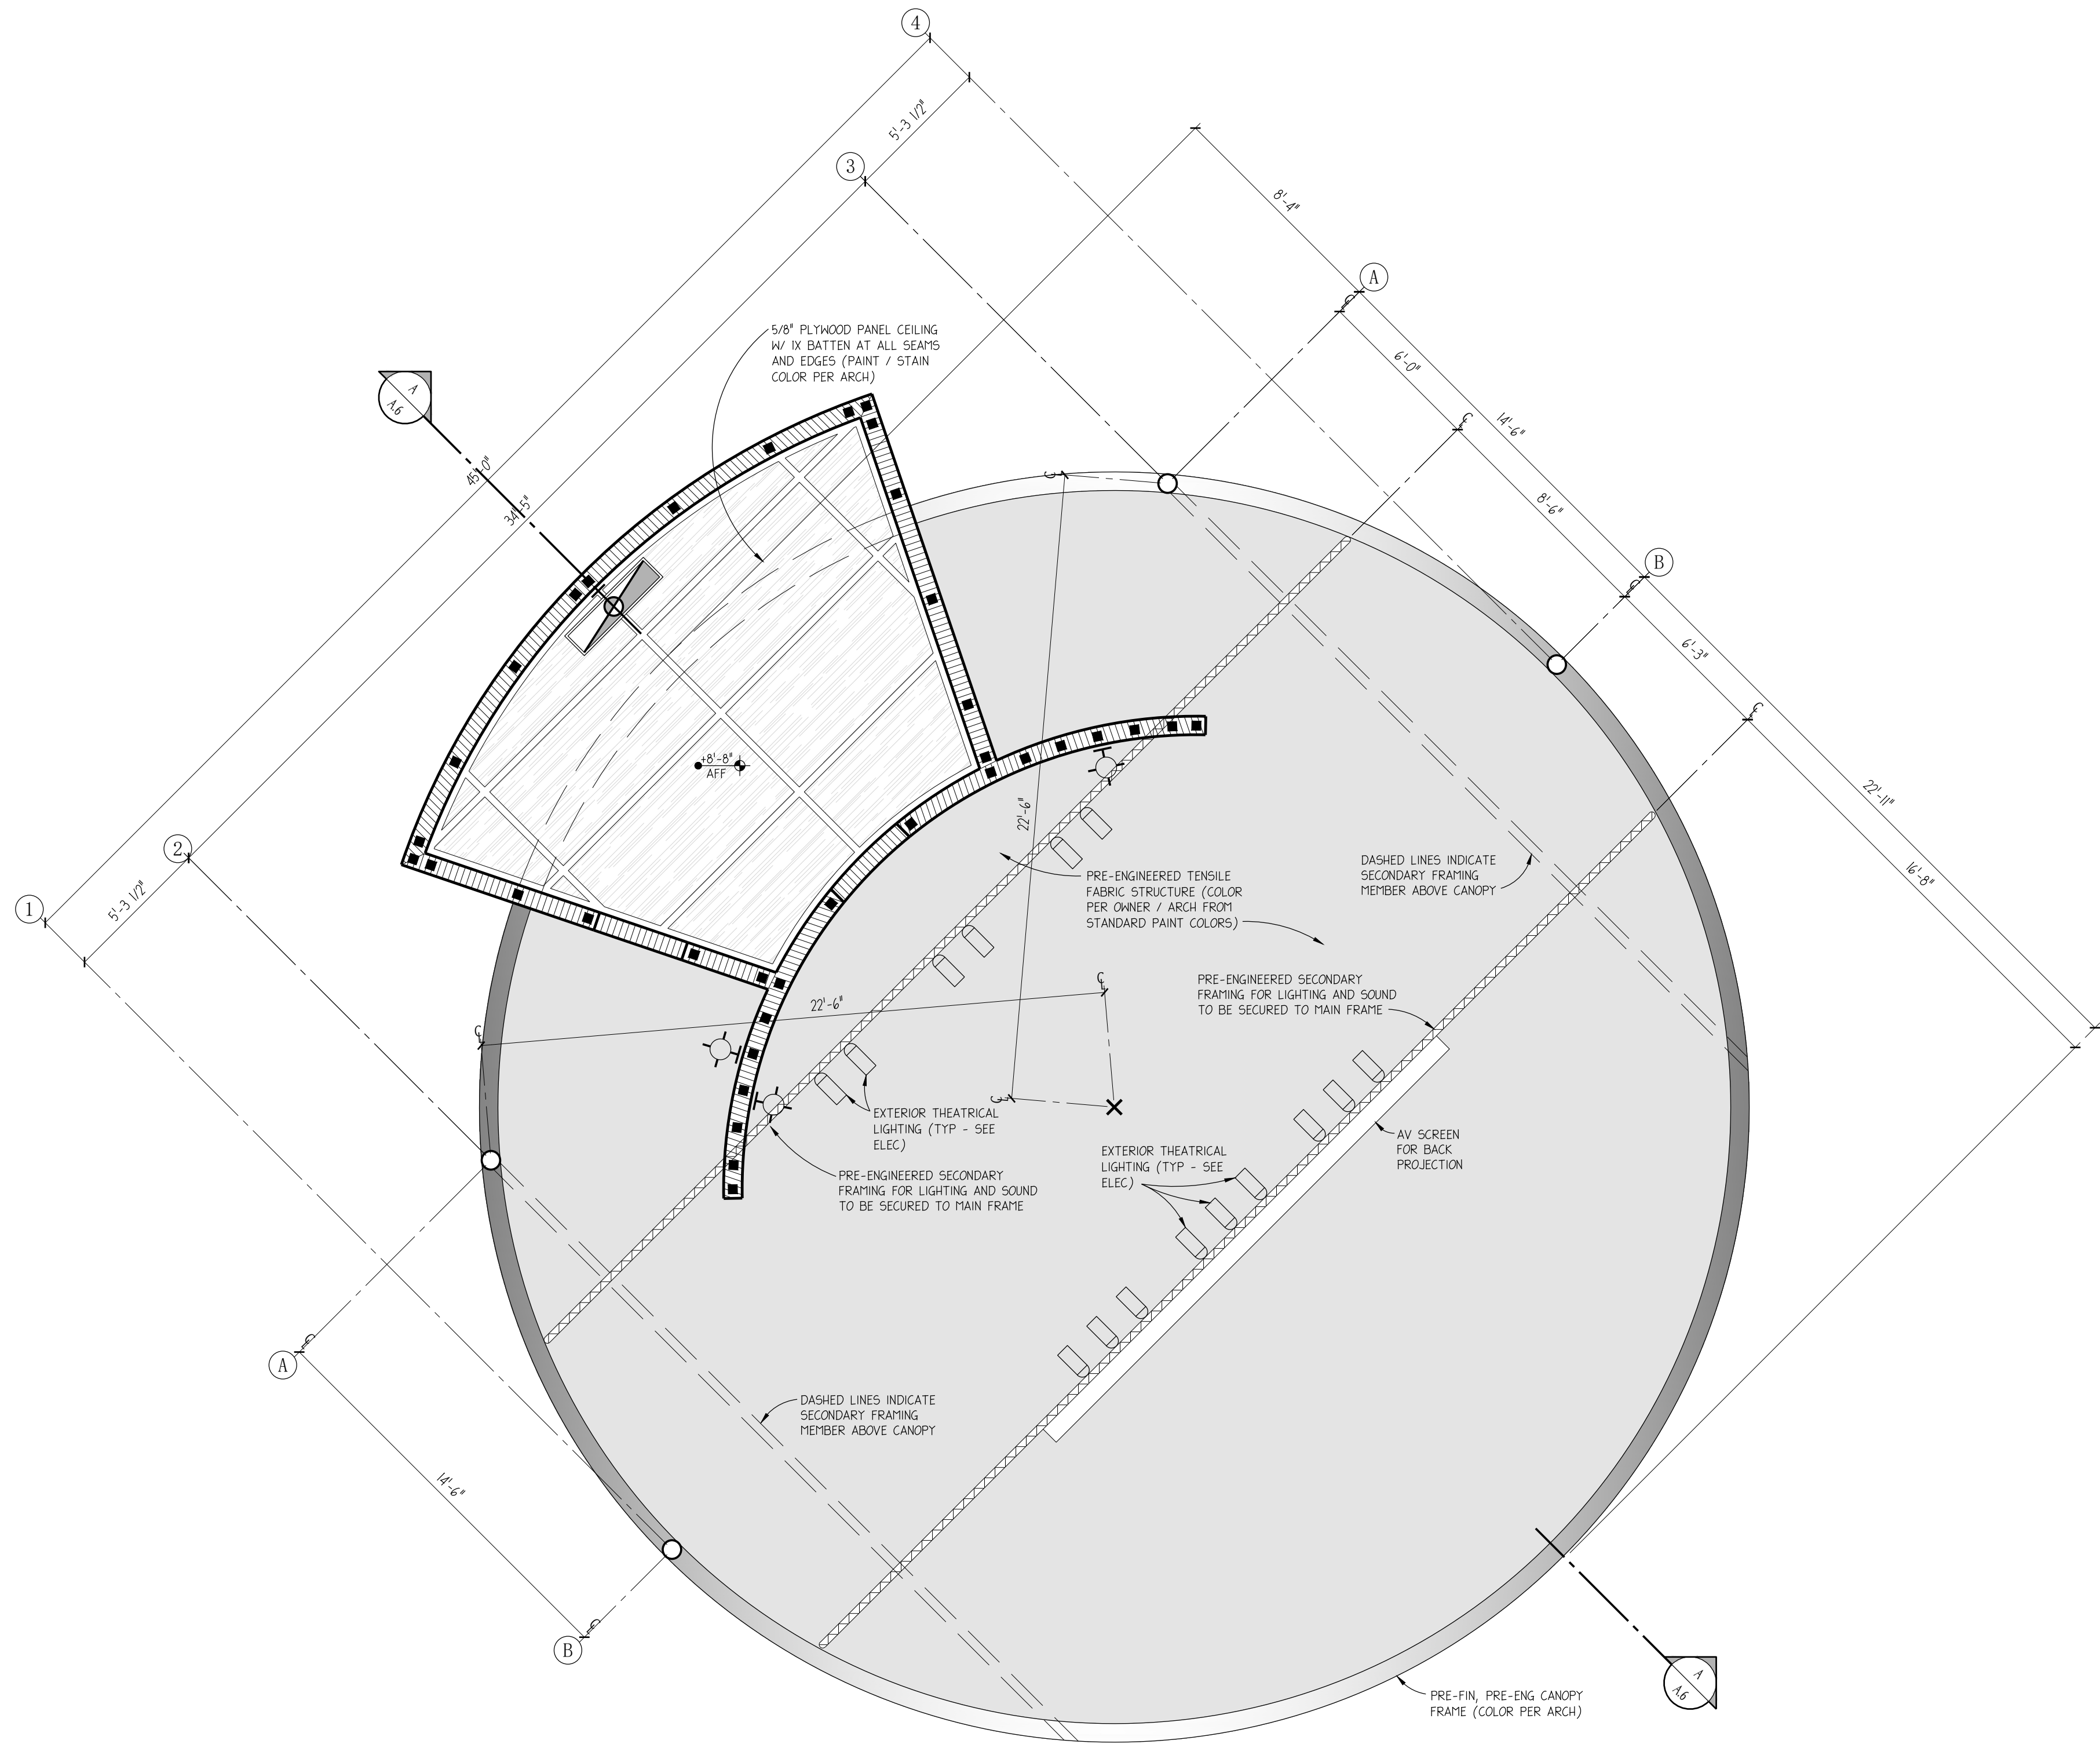 4
5'-3 1/2"
3
8'-4"
A
℄
6'-0"
5/8" PLYWOOD PANEL CEILING
W/ 1X BATTEN AT ALL SEAMS
AND EDGES (PAINT / STAIN
COLOR PER ARCH)
A
A.6
℄
14'-6"
45'-0"
34'-5"
℄
8'-6"
B
℄
6'-3"
℄
+8'-8"
AFF
22'-11"
22'-6"
2
16'-8"
DASHED LINES INDICATE
SECONDARY FRAMING
MEMBER ABOVE CANOPY
PRE-ENGINEERED TENSILE
FABRIC STRUCTURE (COLOR
PER OWNER / ARCH FROM
STANDARD PAINT COLORS)
1
5'-3 1/2"
PRE-ENGINEERED SECONDARY
FRAMING FOR LIGHTING AND SOUND
TO BE SECURED TO MAIN FRAME
℄
22'-6"
℄
℄
EXTERIOR THEATRICAL
LIGHTING (TYP - SEE
ELEC)
AV SCREEN
FOR BACK
PROJECTION
EXTERIOR THEATRICAL
LIGHTING (TYP - SEE
ELEC)
PRE-ENGINEERED SECONDARY
FRAMING FOR LIGHTING AND SOUND
TO BE SECURED TO MAIN FRAME
℄
A
DASHED LINES INDICATE
SECONDARY FRAMING
MEMBER ABOVE CANOPY
14'-6"
℄
B
A
A.6
PRE-FIN, PRE-ENG CANOPY
FRAME (COLOR PER ARCH)